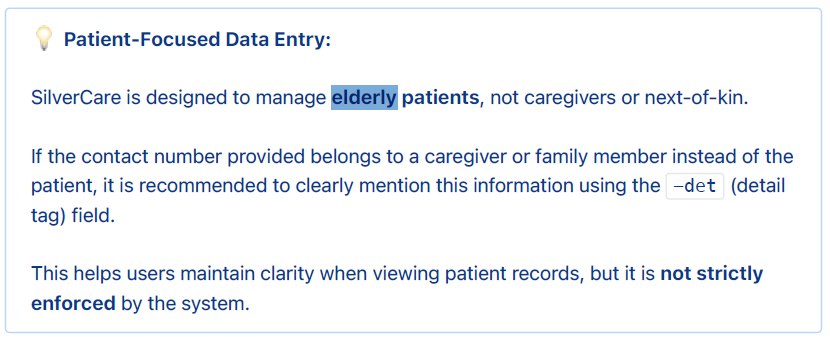 Patient-Focused Data Entry:
SilverCare is designed to manage elderly patients, not caregivers or next-of-kin.
If the contact number provided belongs to a caregiver or family member instead of the
patient, it is recommended to clearly mention this information using the -det (detail
tag) field.
This helps users maintain clarity when viewing patient records, but it is not strictly
enforced by the system.